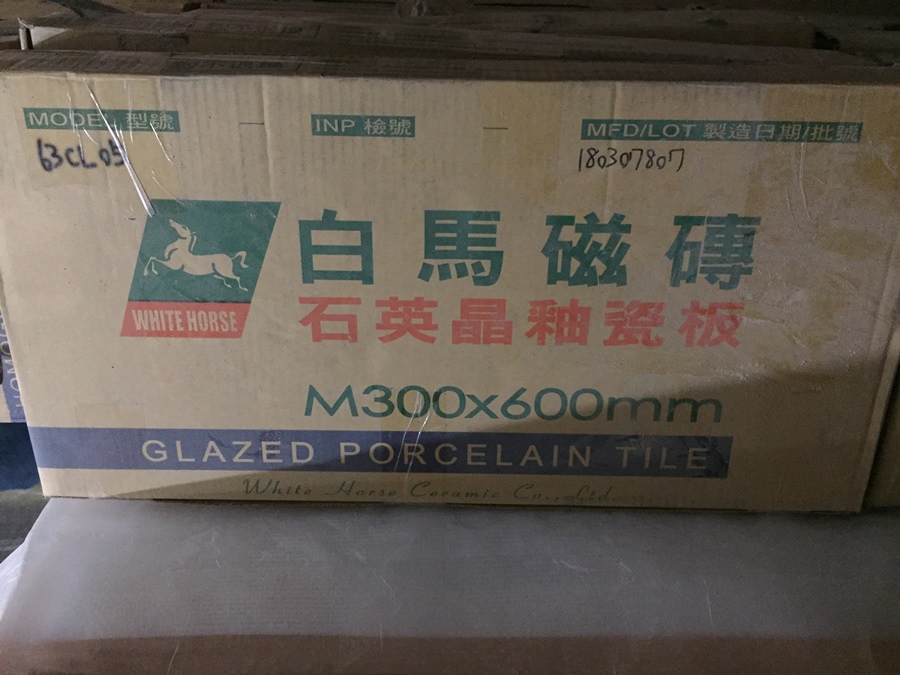 MODEL 型號
INP 檢號
MFD/LOT 製造日期/批號
63CL05
180307807
白馬磁磚
WHITE HORSE
石英晶釉瓷板
M300x600mm
GLAZED PORCELAIN TILE
White Horse Ceramic Co., Ltd.